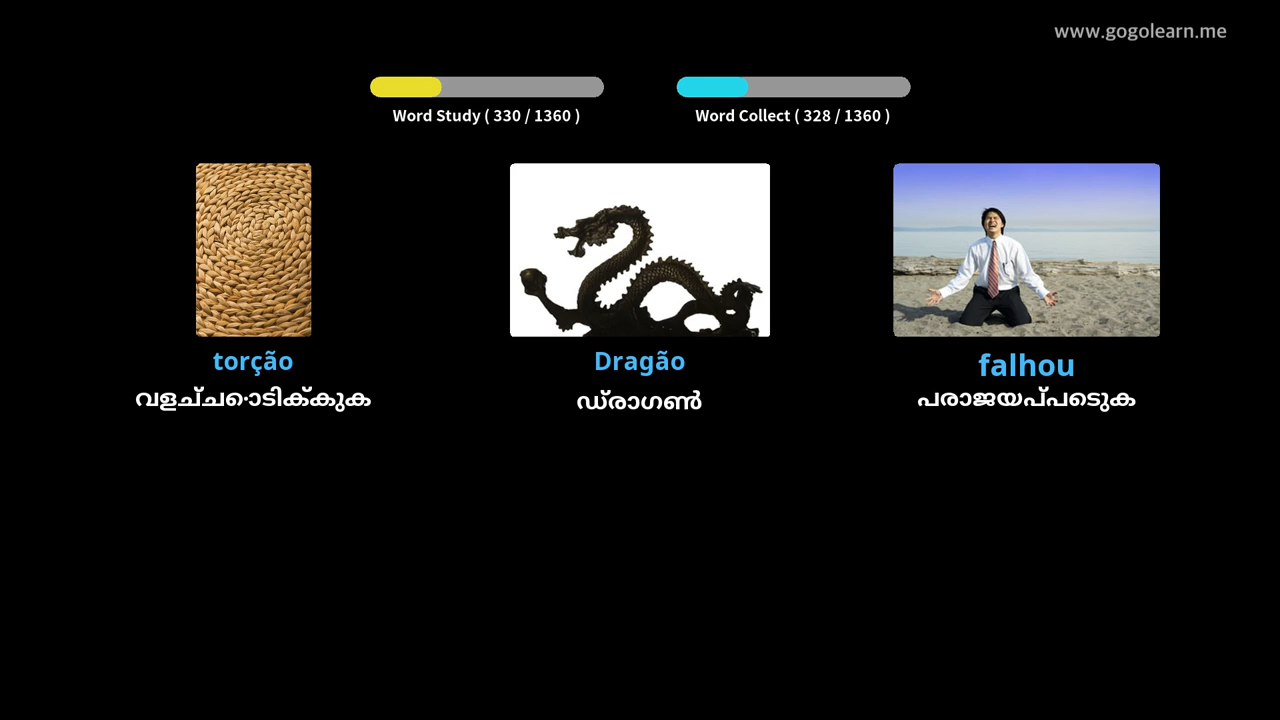 www.gogolearn.me
Word Study ( 330 / 1360 )
Word Collect ( 328 / 1360 )
torção
Dragão
falhou
വളച്ചൊടിക്കുക
ഡ്രാഗൺ
പരാജയപ്പെടുക